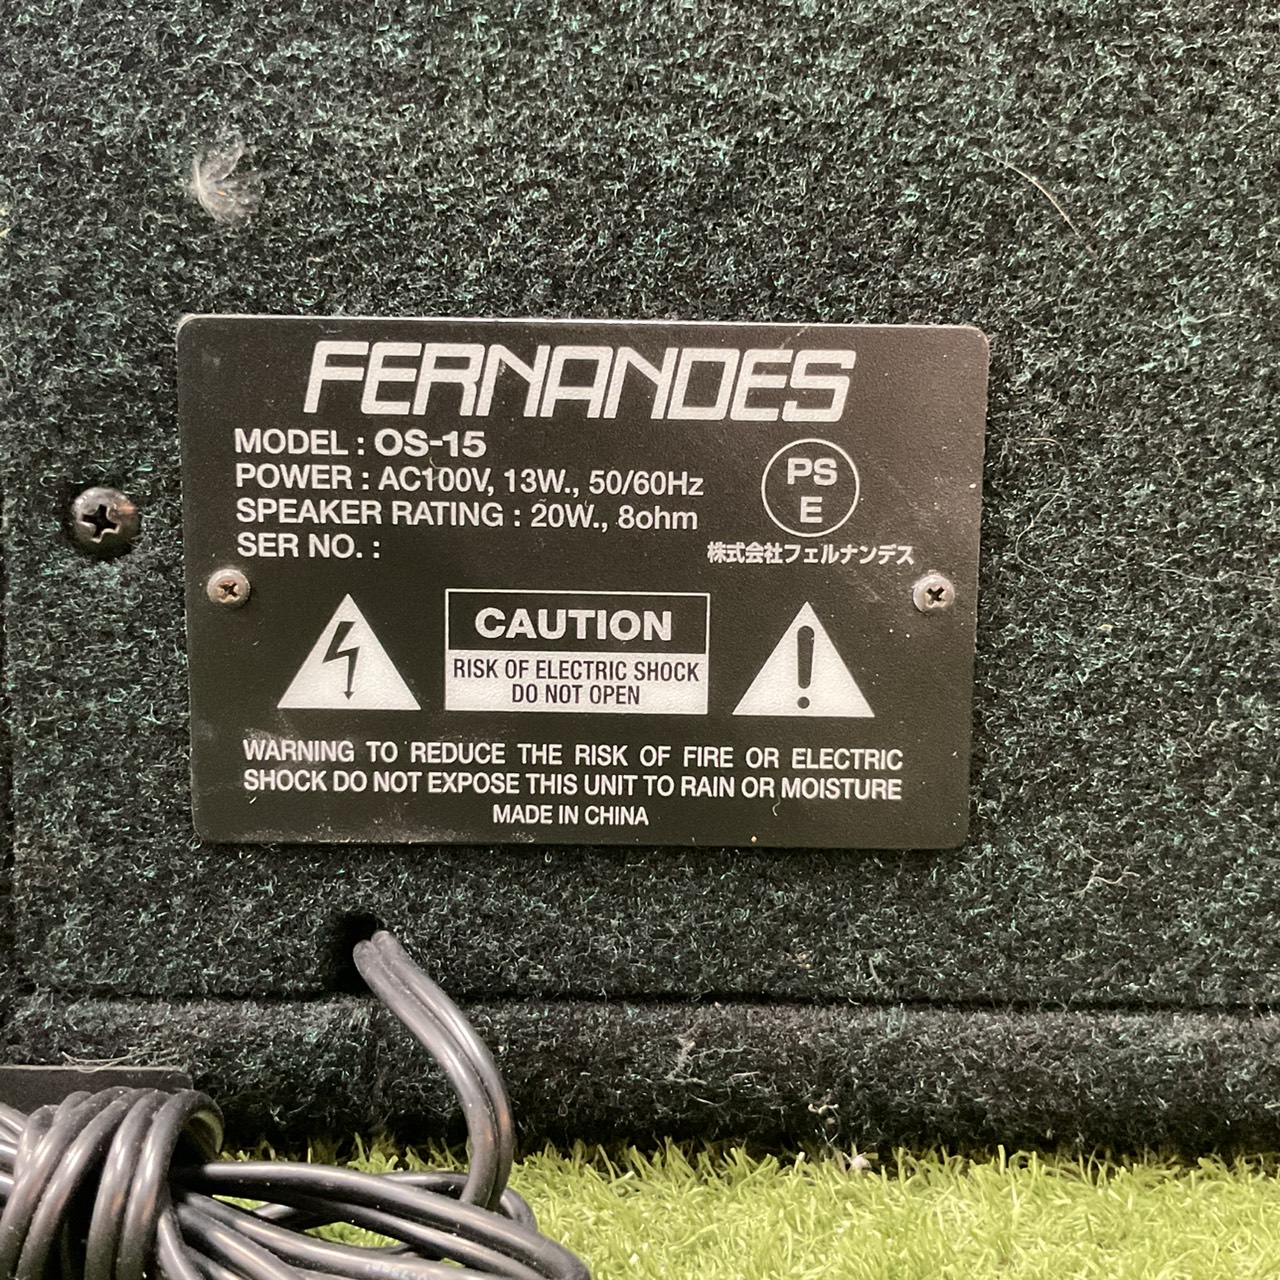 FERNANDES
MODEL : OS-15
POWER : AC100V, 13W., 50/60Hz
SPEAKER RATING : 20W., 8ohm
SER NO. :
PS
E
株式会社フェルナンデス
CAUTION
RISK OF ELECTRIC SHOCK
DO NOT OPEN
WARNING TO REDUCE THE RISK OF FIRE OR ELECTRIC
SHOCK DO NOT EXPOSE THIS UNIT TO RAIN OR MOISTURE
MADE IN CHINA